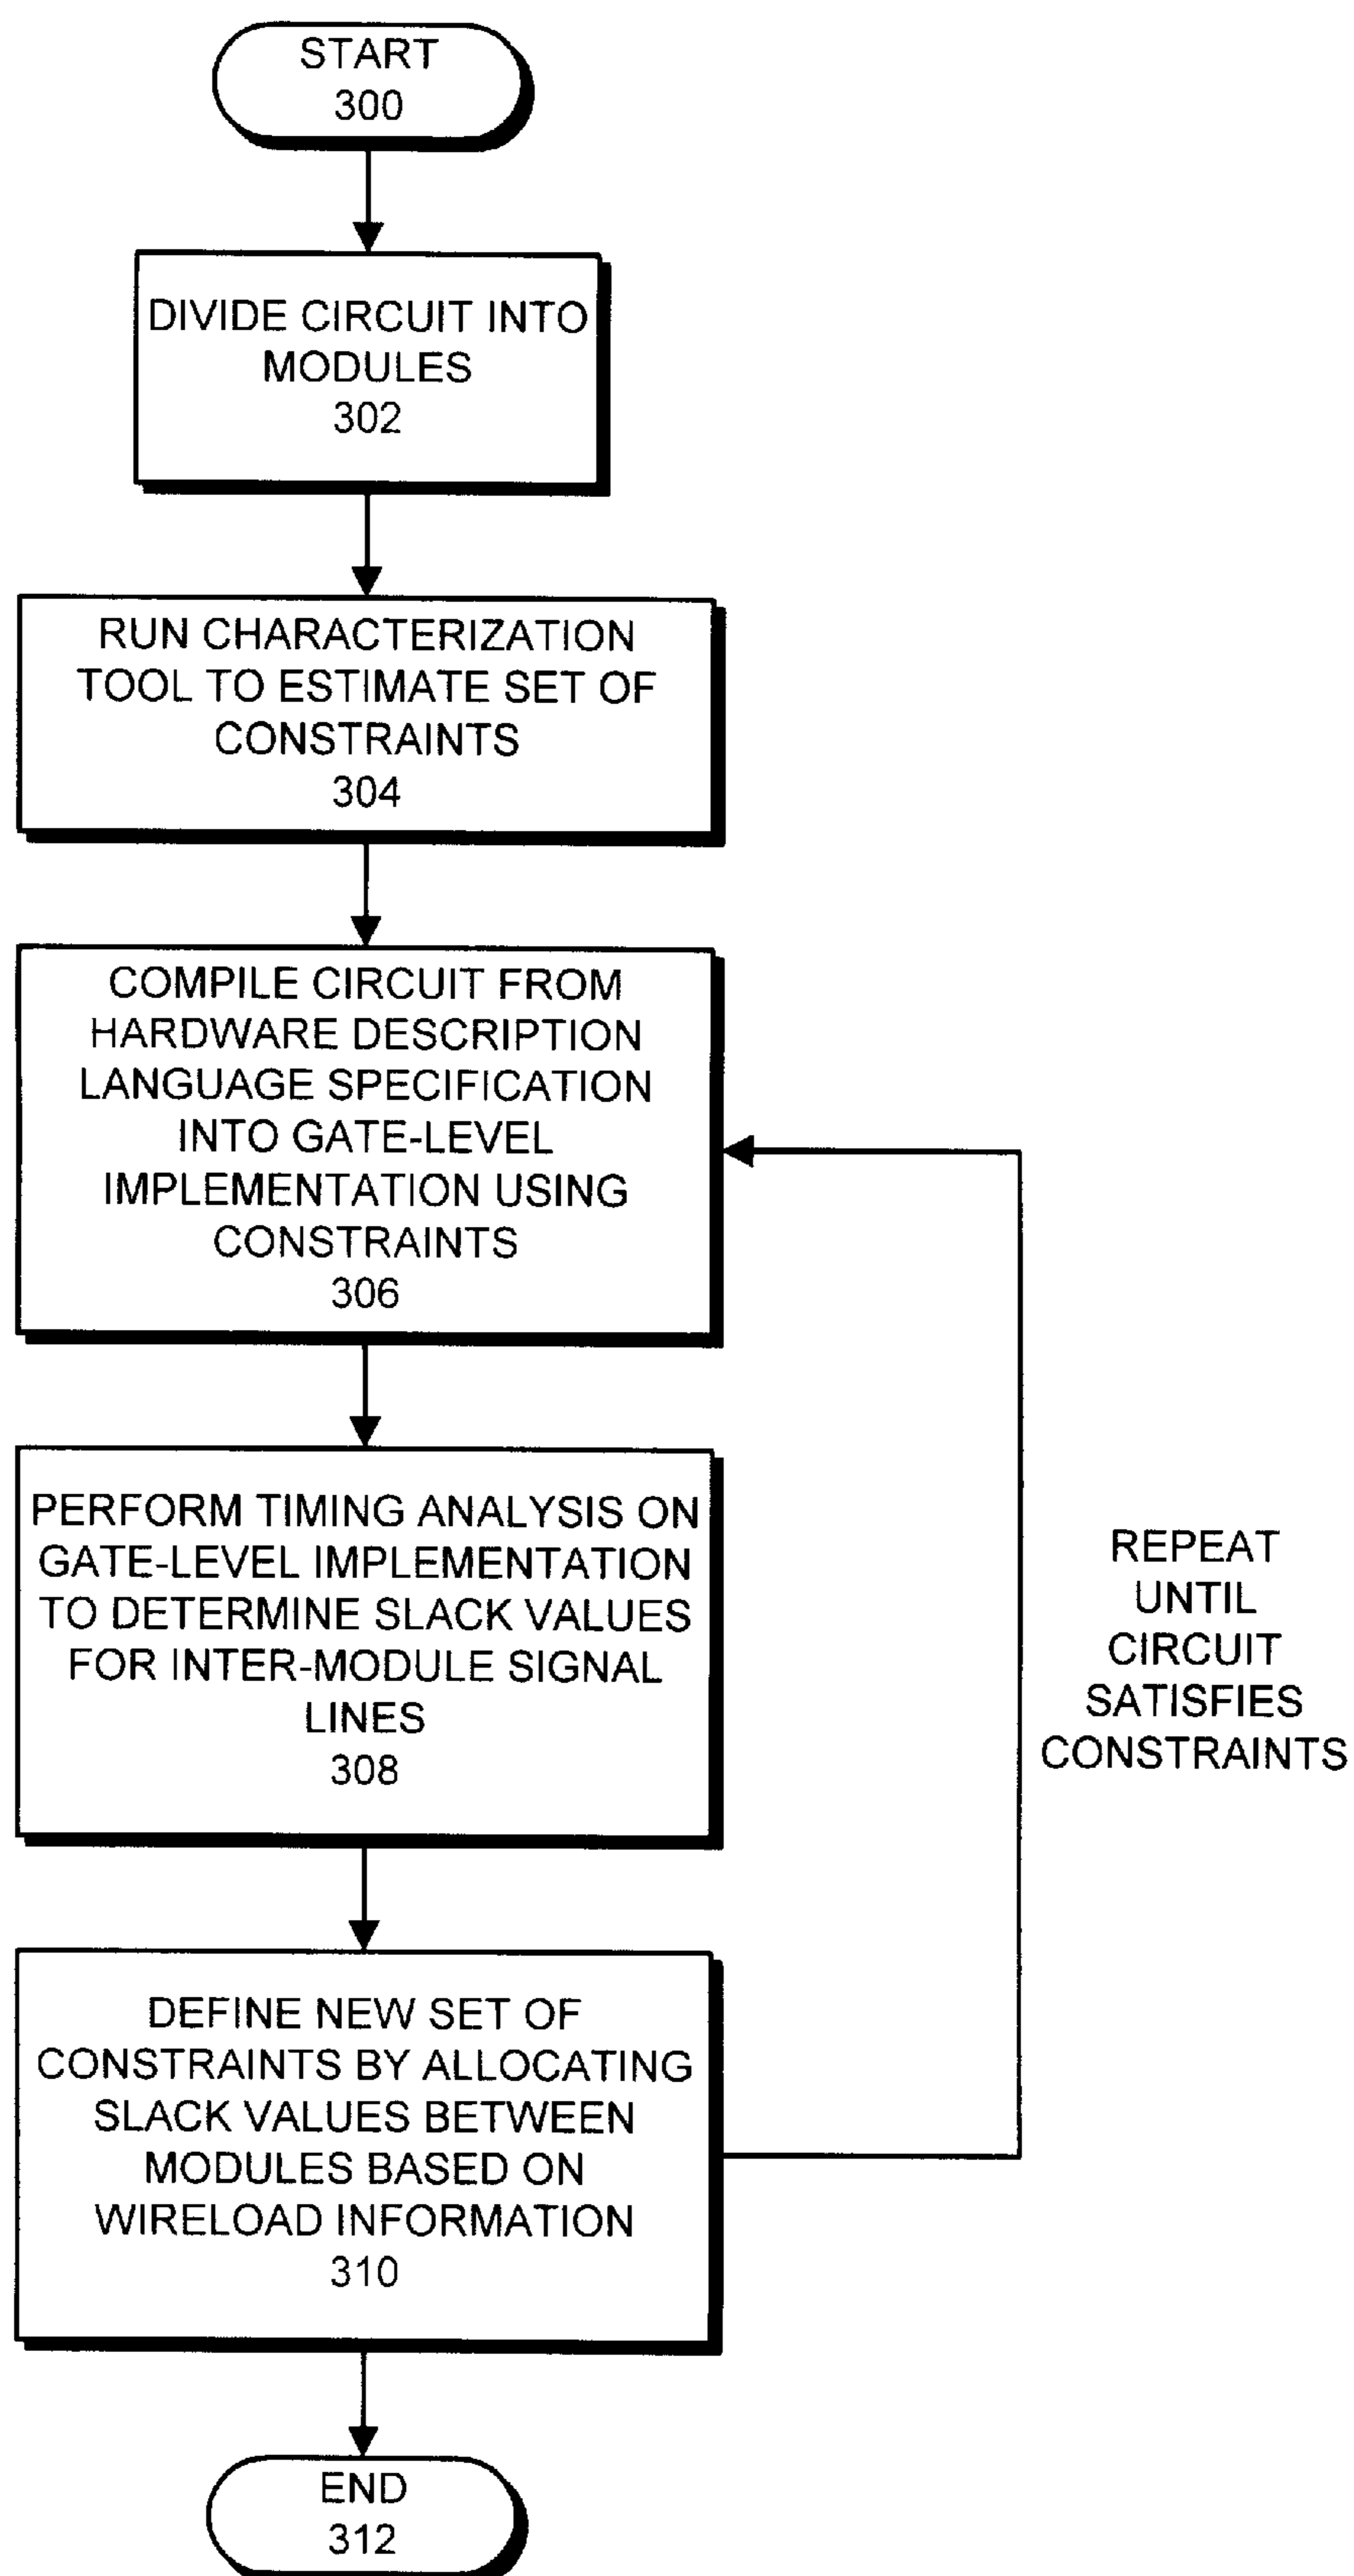 START
300
DIVIDE CIRCUIT INTO
MODULES
302
RUN CHARACTERIZATION
TOOL TO ESTIMATE SET OF
CONSTRAINTS
304
COMPILE CIRCUIT FROM
HARDWARE DESCRIPTION
LANGUAGE SPECIFICATION
INTO GATE-LEVEL
IMPLEMENTATION USING
CONSTRAINTS
306
PERFORM TIMING ANALYSIS ON
GATE-LEVEL IMPLEMENTATION
TO DETERMINE SLACK VALUES
FOR INTER-MODULE SIGNAL
LINES
308
REPEAT
UNTIL
CIRCUIT
SATISFIES
CONSTRAINTS
DEFINE NEW SET OF
CONSTRAINTS BY ALLOCATING
SLACK VALUES BETWEEN
MODULES BASED ON
WIRELOAD INFORMATION
310
END
312